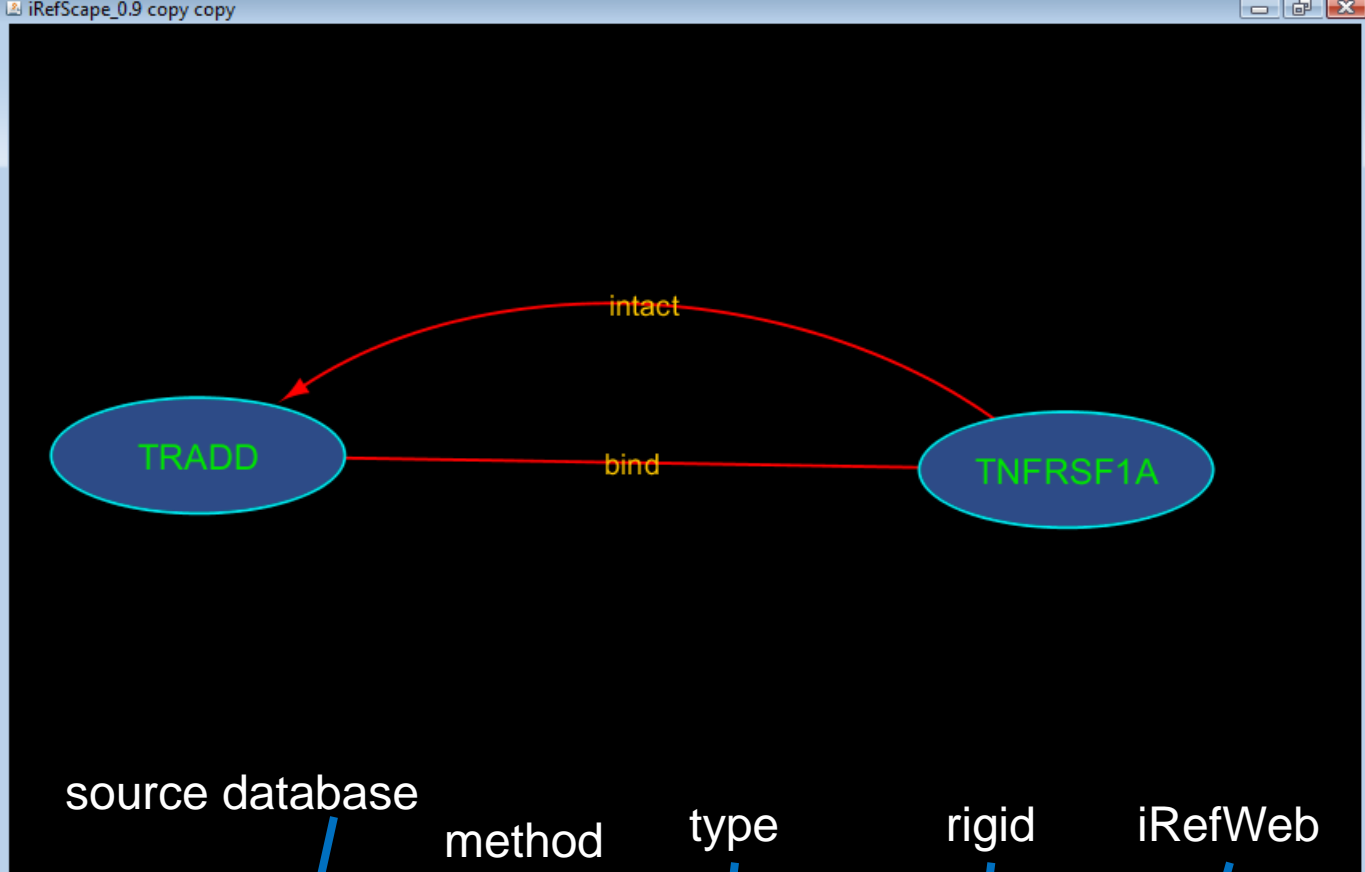 iRefScape_0.9 copy copy
intact
TRADD
bind
TNFRSF1A
source database
method
type
rigid
iRefWeb